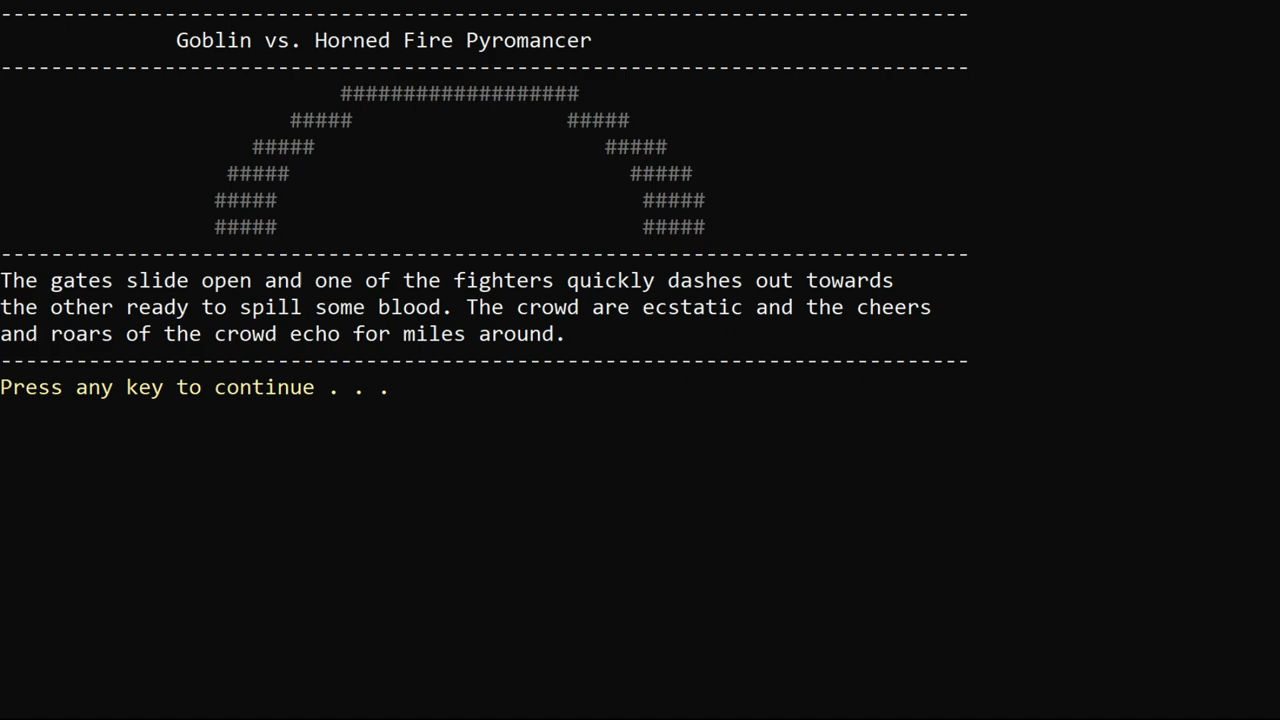 -----------------------------------------------------------------------------
Goblin vs. Horned Fire Pyromancer
-----------------------------------------------------------------------------
###################
##### #####
##### #####
##### #####
##### #####
##### #####
-----------------------------------------------------------------------------
The gates slide open and one of the fighters quickly dashes out towards
the other ready to spill some blood. The crowd are ecstatic and the cheers
and roars of the crowd echo for miles around.
-----------------------------------------------------------------------------
Press any key to continue . . .